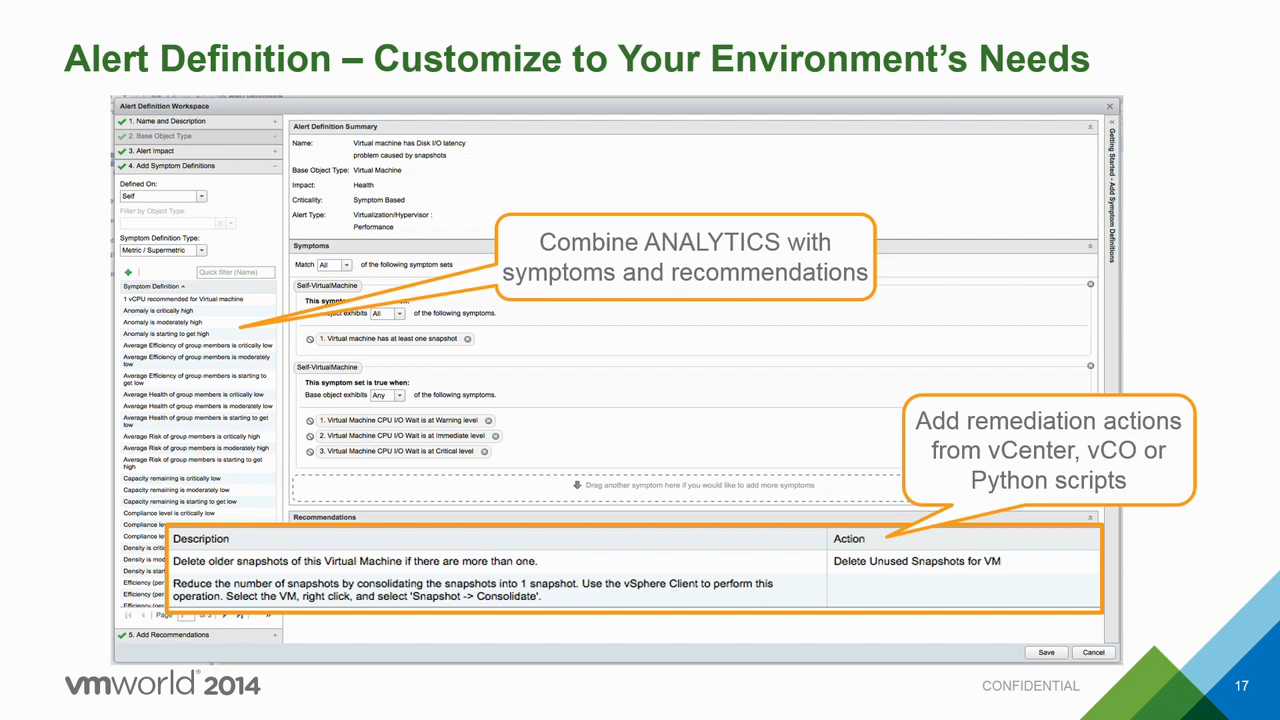 Alert Definition – Customize to Your Environment's Needs
Alert Definition Workspace
1. Name and Description
2. Base Object Type
3. Alert Impact
4. Add Symptom Definitions
Defined On:
Self
Filter by Object Type:
Symptom Definition Type:
Metric / Supermetric
Quick filter (Name)
Symptom Definition
1 vCPU recommended for Virtual machine
Anomaly is critically high
Anomaly is moderately high
Anomaly is starting to get high
Average Efficiency of group members is critically low
Average Efficiency of group members is moderately
low
Average Efficiency of group members is starting to
get low
Average Health of group members is critically low
Average Health of group members is moderately low
Average Health of group members is starting to get
low
Average Risk of group members is critically high
Average Risk of group members is moderately high
Average Risk of group members is starting to get
high
Capacity remaining is critically low
Capacity remaining is moderately low
Capacity remaining is starting to get low
Compliance level is critically low
Compliance
Compliance
Density is
Density is
Density is
Efficiency (per
Efficiency (per
Efficiency (per
Page 1 of 3
5. Add Recommendations
Alert Definition Summary
Name: Virtual machine has Disk I/O latency
problem caused by snapshots
Base Object Type: Virtual Machine
Impact: Health
Criticality: Symptom Based
Alert Type: Virtualization/Hypervisor :
Performance
Symptoms
Match All of the following symptom sets
Self-VirtualMachine
This
object exhibits All of the following symptoms.
1. Virtual machine has at least one snapshot
Self-VirtualMachine
This symptom set is true when:
Base object exhibits Any of the following symptoms.
1. Virtual Machine CPU I/O Wait is at Warning level
2. Virtual Machine CPU I/O Wait is at Immediate level
3. Virtual Machine CPU I/O Wait is at Critical level
Drag another symptom here if you would like to add more symptoms
Recommendations
Description Action
Delete older snapshots of this Virtual Machine if there are more than one. Delete Unused Snapshots for VM
Reduce the number of snapshots by consolidating the snapshots into 1 snapshot. Use the vSphere Client to perform this
operation. Select the VM, right click, and select 'Snapshot -> Consolidate'.
Save Cancel
Getting Started - Add Symptom Definitions
Combine ANALYTICS with
symptoms and recommendations
Add remediation actions
from vCenter, vCO or
Python scripts
vmworld® 2014
CONFIDENTIAL
17